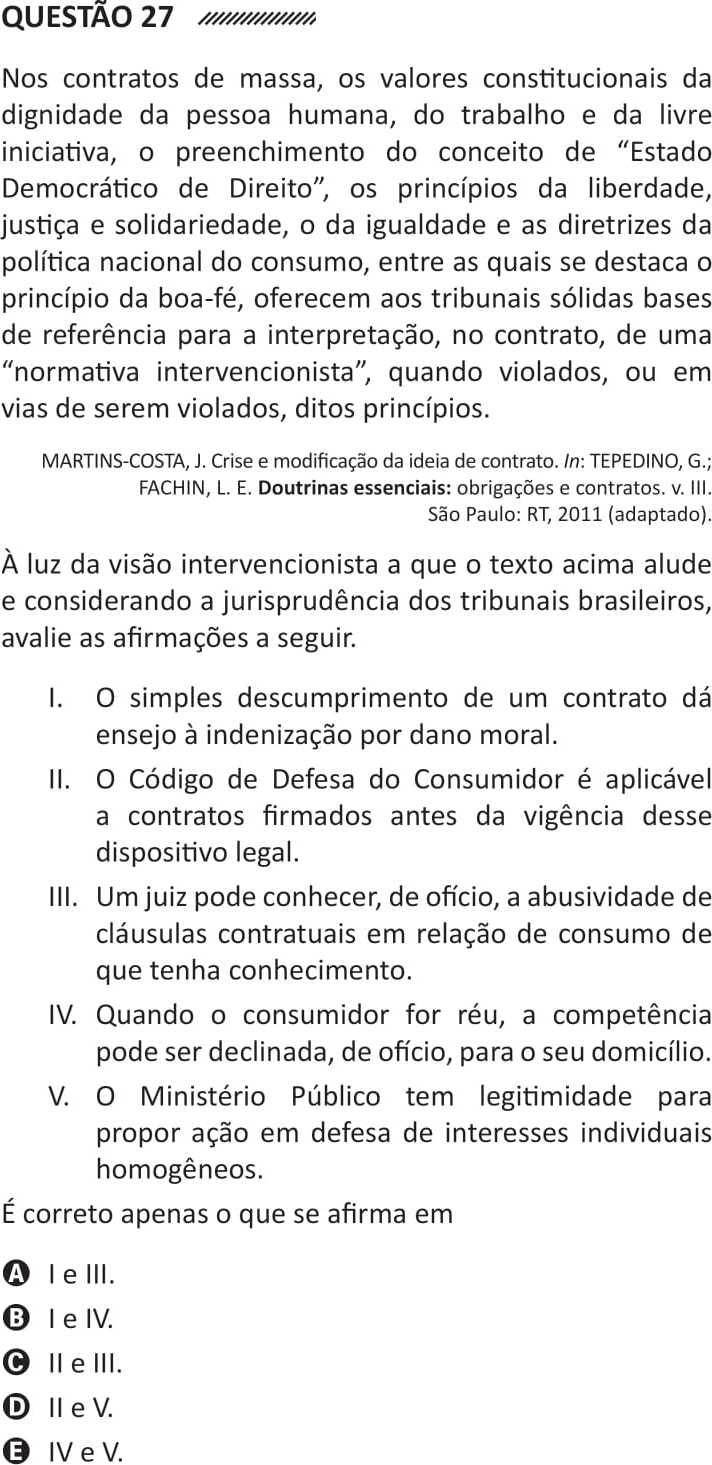 QUESTÃO 27
Nos contratos de massa, os valores constitucionais da
dignidade da pessoa humana, do trabalho e da livre
iniciativa, o preenchimento do conceito de “Estado
Democrático de Direito”, os princípios da liberdade,
justiça e solidariedade, o da igualdade e as diretrizes da
política nacional do consumo, entre as quais se destaca o
princípio da boa-fé, oferecem aos tribunais sólidas bases
de referência para a interpretação, no contrato, de uma
“normativa intervencionista”, quando violados, ou em
vias de serem violados, ditos princípios.
MARTINS-COSTA, J. Crise e modificação da ideia de contrato. In: TEPEDINO, G.;
FACHIN, L. E. Doutrinas essenciais: obrigações e contratos. v. III.
São Paulo: RT, 2011 (adaptado).
À luz da visão intervencionista a que o texto acima alude
e considerando a jurisprudência dos tribunais brasileiros,
avalie as afirmações a seguir.
I. O simples descumprimento de um contrato dá
ensejo à indenização por dano moral.
II. O Código de Defesa do Consumidor é aplicável
a contratos firmados antes da vigência desse
dispositivo legal.
III. Um juiz pode conhecer, de ofício, a abusividade de
cláusulas contratuais em relação de consumo de
que tenha conhecimento.
IV. Quando o consumidor for réu, a competência
pode ser declinada, de ofício, para o seu domicílio.
V. O Ministério Público tem legitimidade para
propor ação em defesa de interesses individuais
homogêneos.
É correto apenas o que se afirma em
A I e III.
B I e IV.
C II e III.
D II e V.
E IV e V.